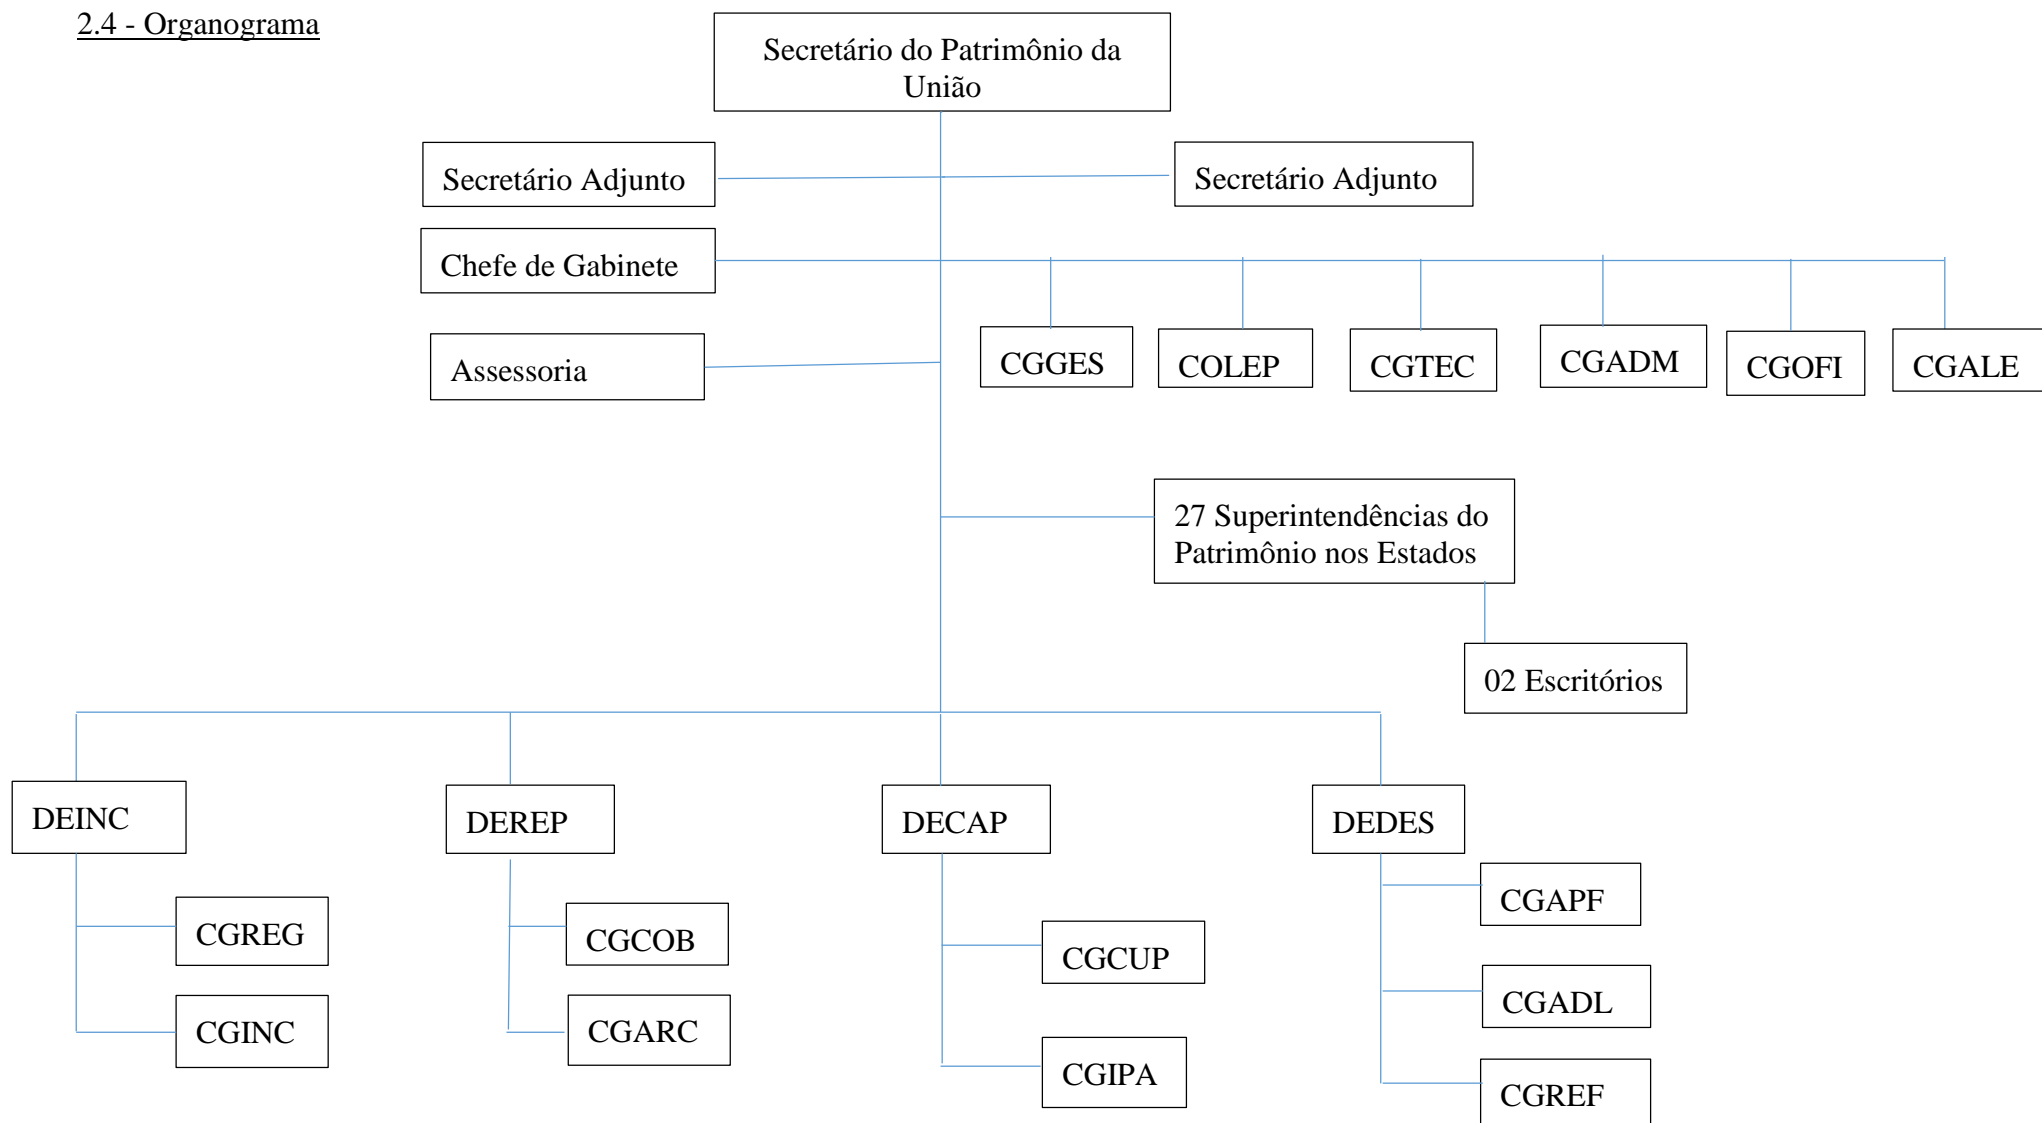 2.4 - Organograma
Secretário do Patrimônio da
União
Secretário Adjunto
Secretário Adjunto
Chefe de Gabinete
Assessoria
CGGES
COLEP
CGTEC
CGADM
CGOFI
CGALE
27 Superintendências do
Patrimônio nos Estados
02 Escritórios
DEINC
DEREP
DECAP
DEDES
CGREG
CGINC
CGCOB
CGARC
CGCUP
CGIPA
CGAPF
CGADL
CGREF